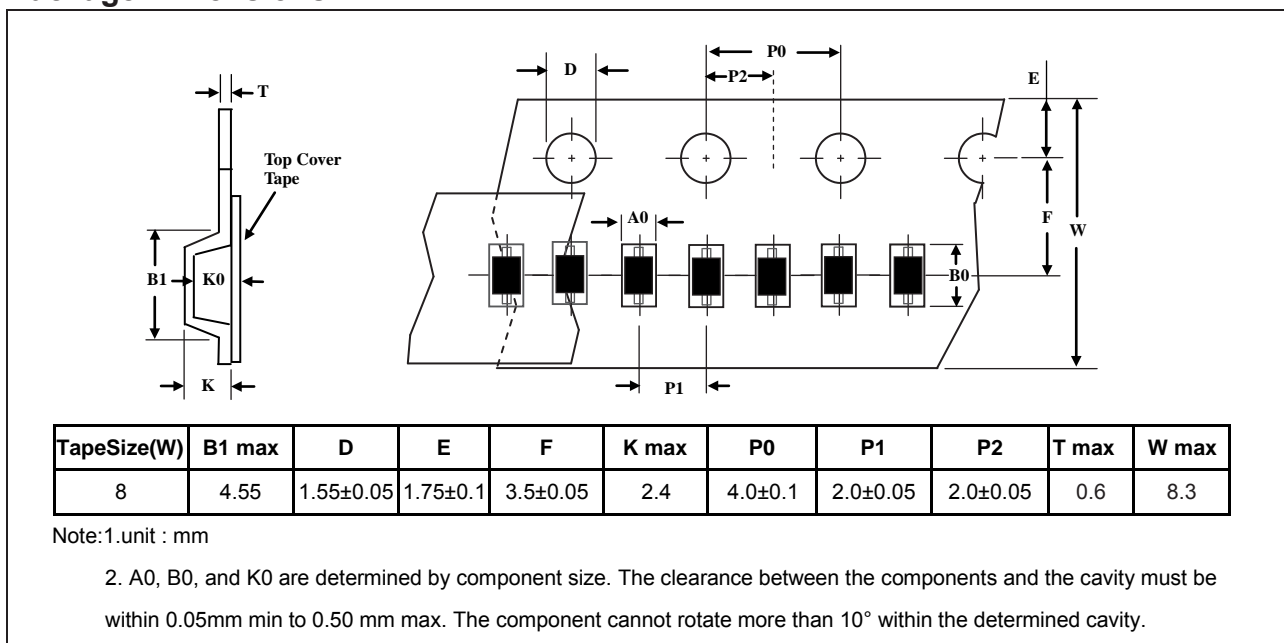 D
P0
P2
E
T
Top Cover
Tape
A0
F
W
B1
K0
B0
K
P1
TapeSize(W) B1 max D E F K max P0 P1 P2 T max W max
8 4.55 1.55±0.05 1.75±0.1 3.5±0.05 2.4 4.0±0.1 2.0±0.05 2.0±0.05 0.6 8.3
Note:1.unit : mm
2. A0, B0, and K0 are determined by component size. The clearance between the components and the cavity must be
within 0.05mm min to 0.50 mm max. The component cannot rotate more than 10° within the determined cavity.